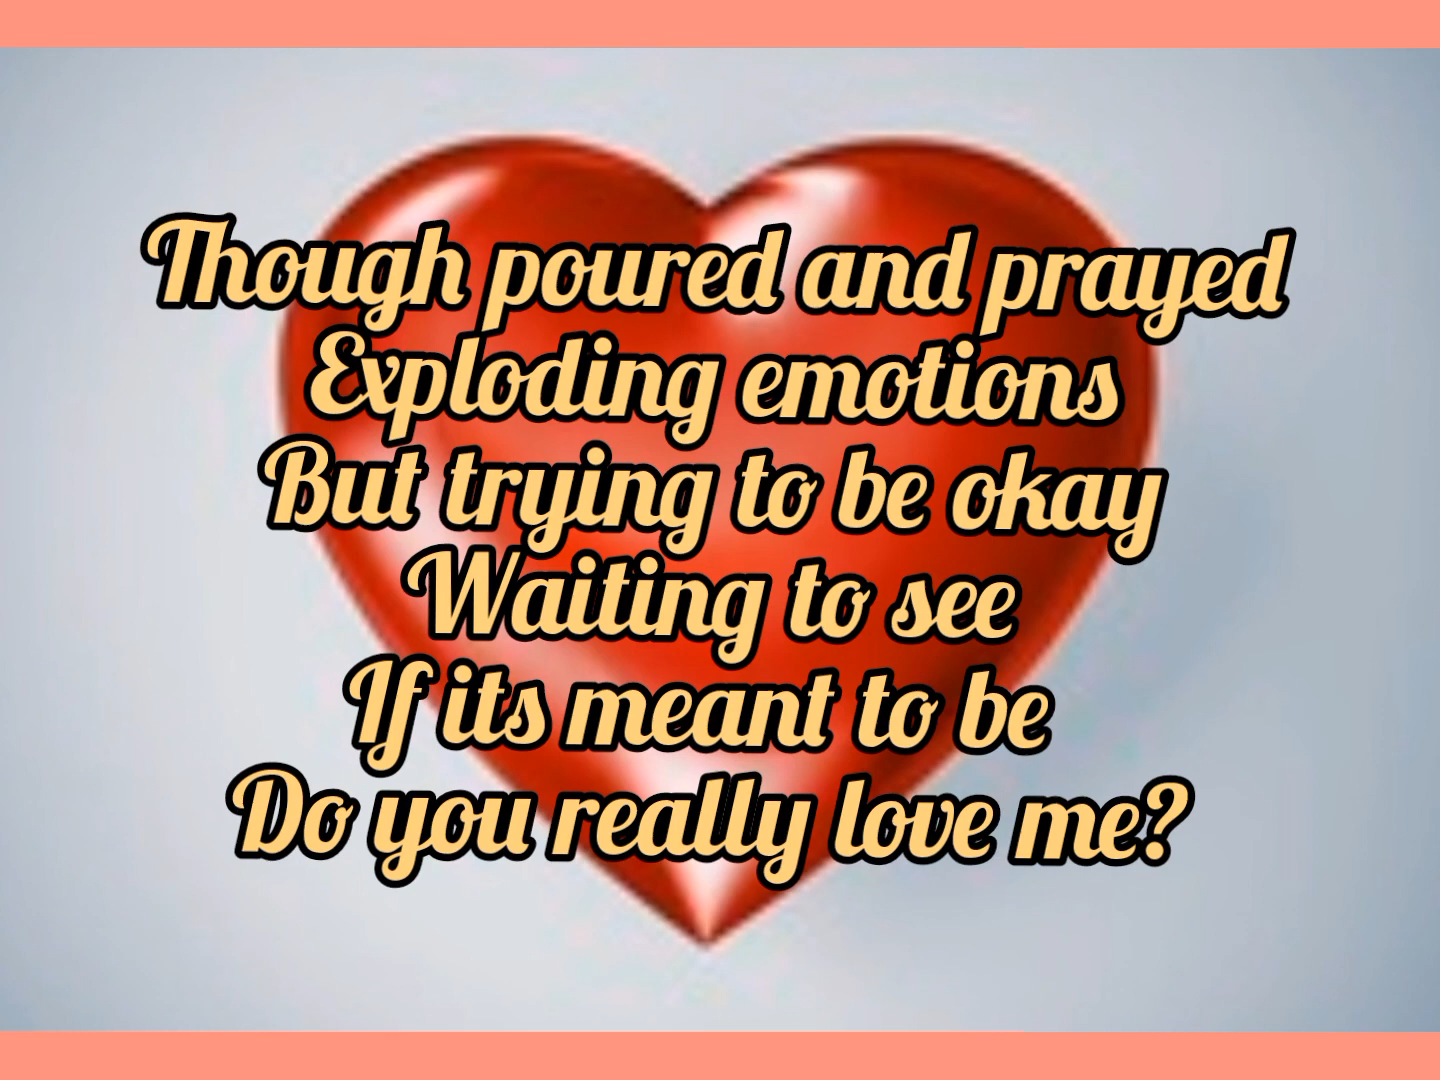 Though poured and prayed
Exploding emotions
But trying to be okay
Waiting to see
If its meant to be
Do you really love me?